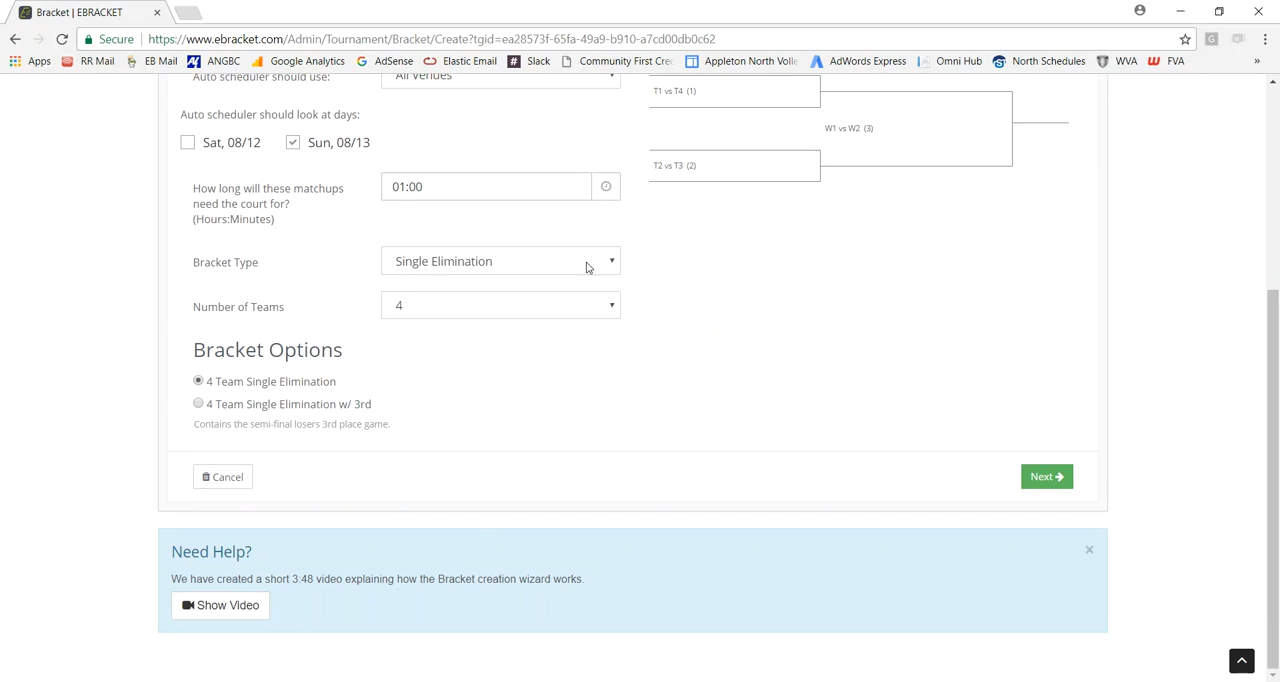 Bracket | EBRACKET
Secure https://www.ebracket.com/Admin/Tournament/Bracket/Create?tgid=ea28573f-65fa-49a9-b910-a7cd00db0c62
Apps RR Mail EB Mail ANGBC Google Analytics AdSense Elastic Email Slack Community First Cre Appleton North Volle AdWords Express Omni Hub North Schedules WVA FVA »
Auto scheduler should use: All Venues
T1 vs T4 (1)
Auto scheduler should look at days:
W1 vs W2 (3)
Sat, 08/12 Sun, 08/13
T2 vs T3 (2)
How long will these matchups
need the court for?
(Hours:Minutes)
01:00
Bracket Type Single Elimination
Number of Teams 4
Bracket Options
4 Team Single Elimination
4 Team Single Elimination w/ 3rd
Contains the semi-final losers 3rd place game.
Cancel Next
Need Help? ×
We have created a short 3:48 video explaining how the Bracket creation wizard works.
Show Video